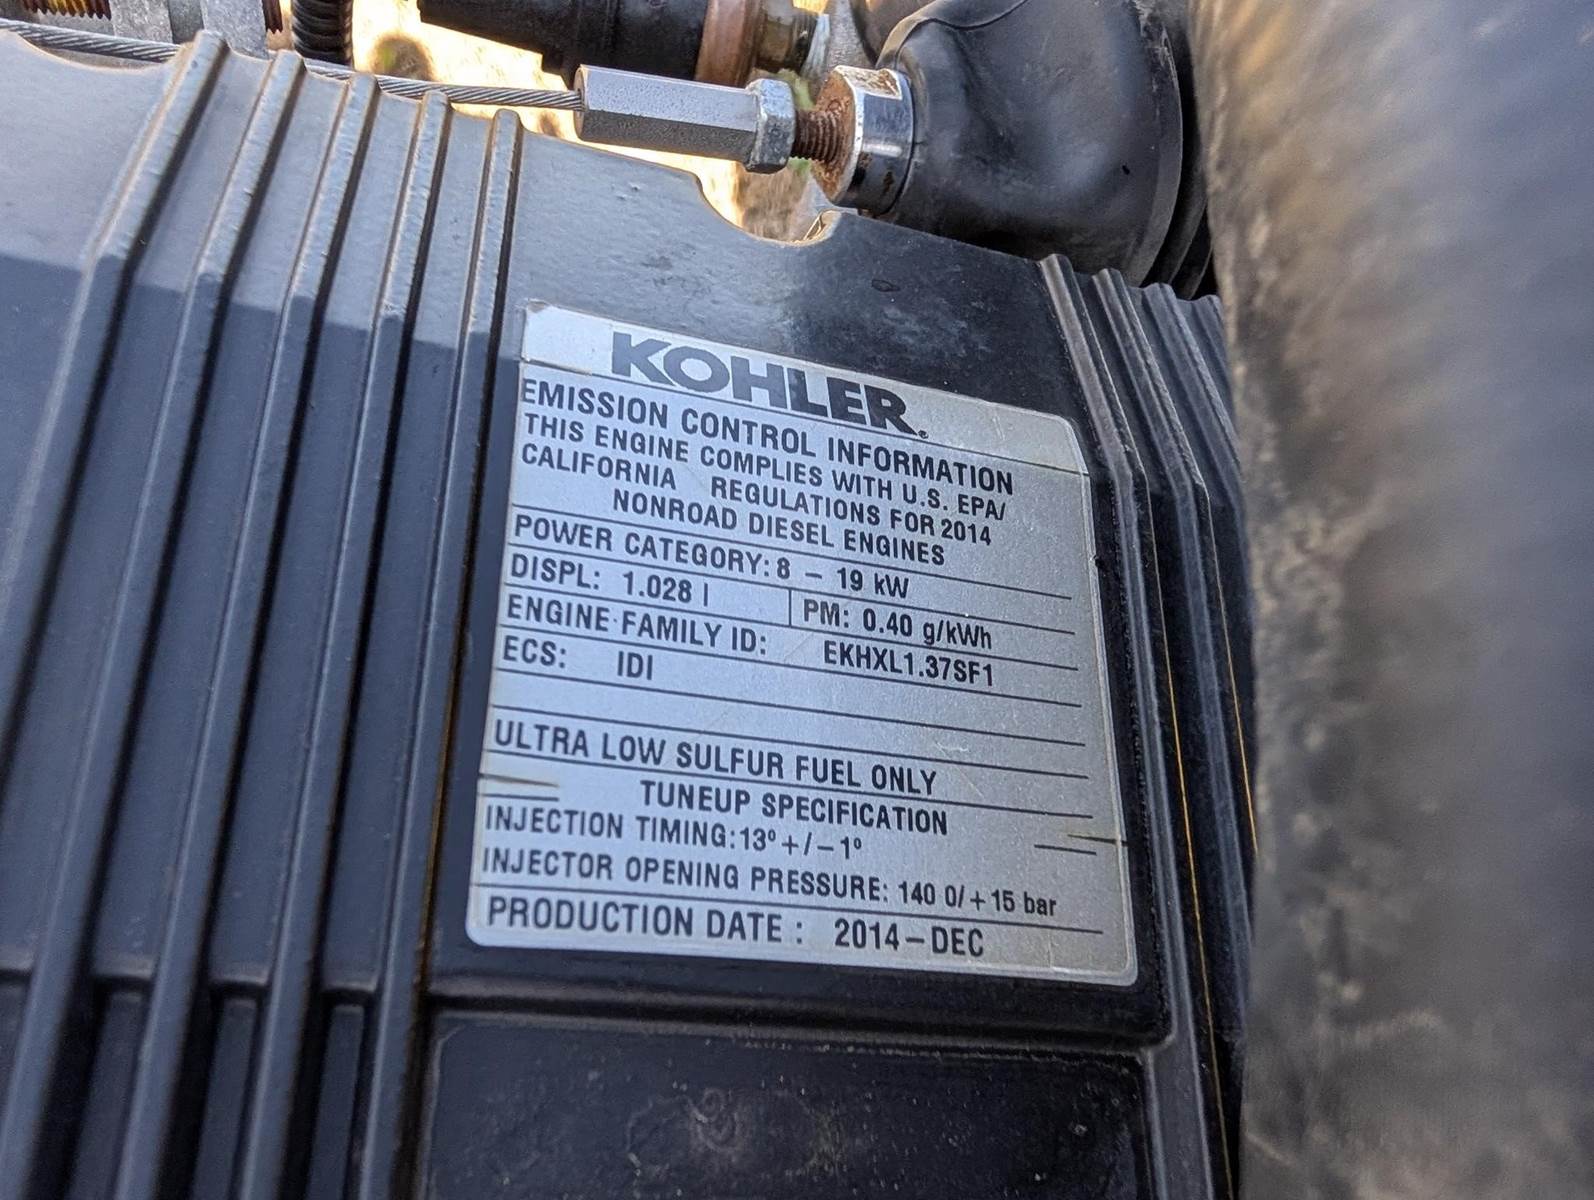 KOHLER®
EMISSION CONTROL INFORMATION
THIS ENGINE COMPLIES WITH U.S. EPA/
CALIFORNIA REGULATIONS FOR 2014
NONROAD DIESEL ENGINES
POWER CATEGORY: 8 – 19 kW
DISPL: 1.028 l PM: 0.40 g/kWh
ENGINE FAMILY ID: EKHXL1.37SF1
ECS: IDI
ULTRA LOW SULFUR FUEL ONLY
TUNEUP SPECIFICATION
INJECTION TIMING:13º +/– 1º
INJECTOR OPENING PRESSURE: 140 0/ + 15 bar
PRODUCTION DATE : 2014–DEC